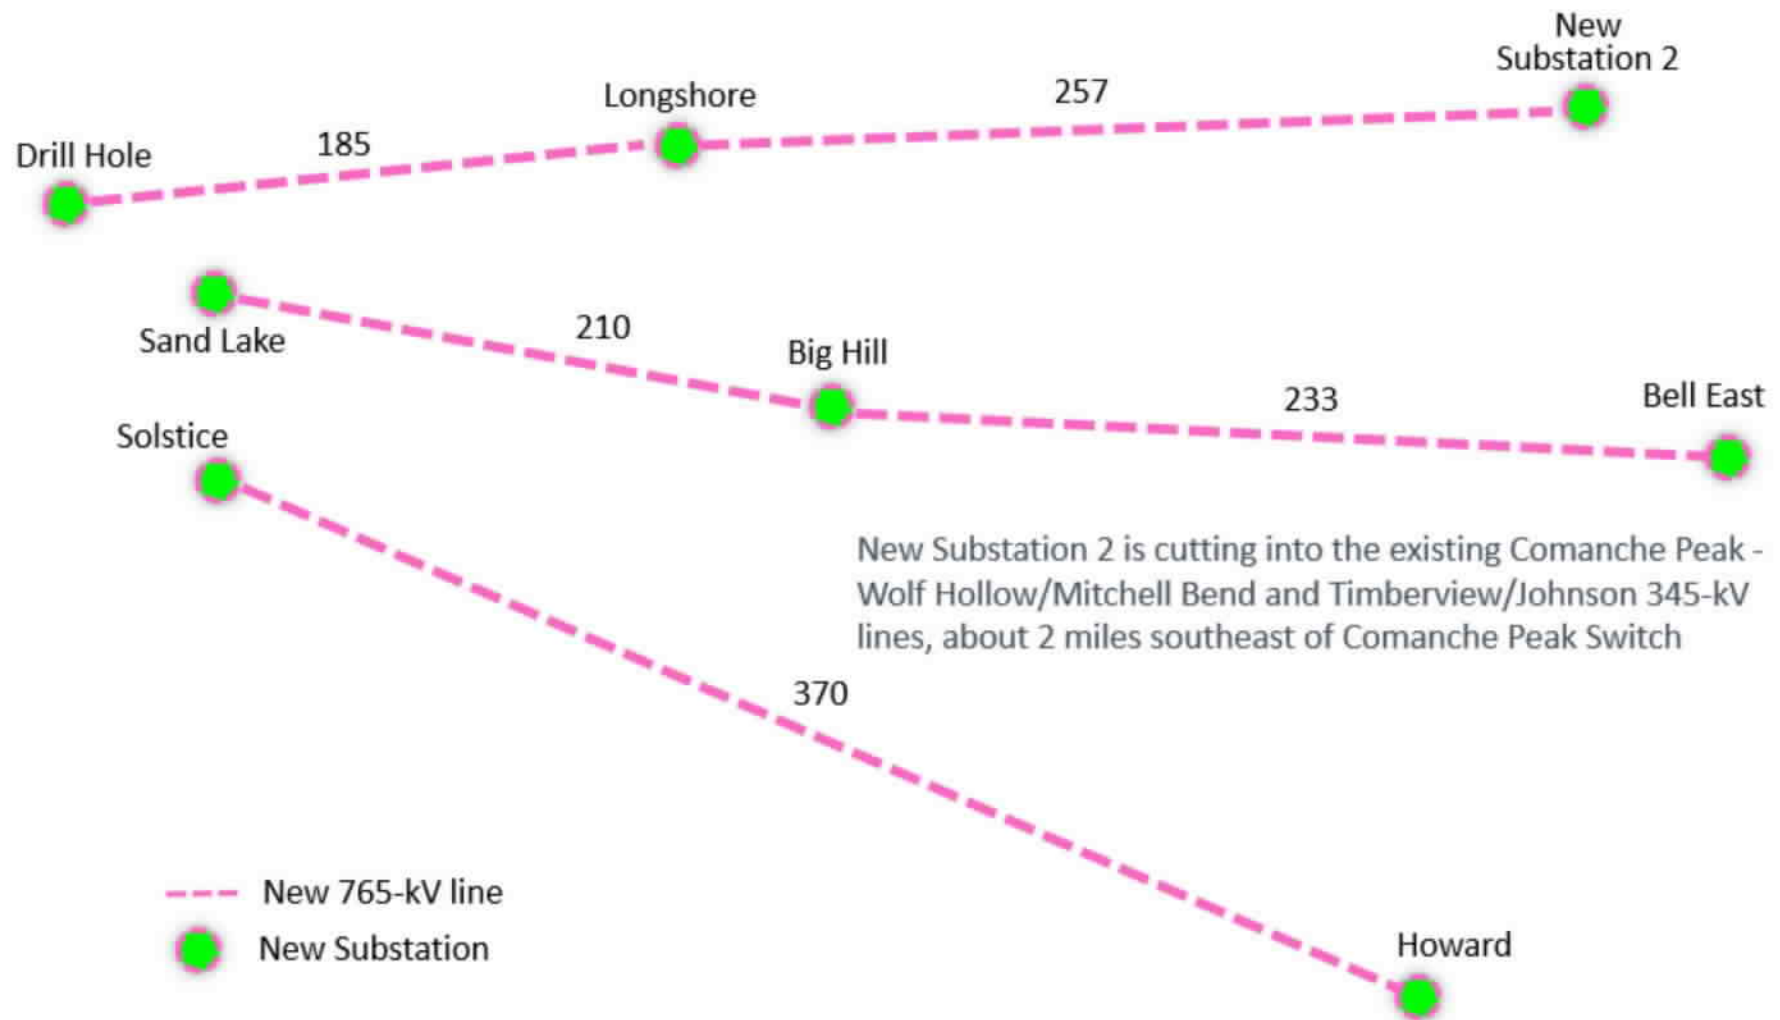 New
Substation 2
Longshore
257
185
Drill Hole
210
Sand Lake
Big Hill
233
Bell East
Solstice
New Substation 2 is cutting into the existing Comanche Peak -
Wolf Hollow/Mitchell Bend and Timberview/Johnson 345-kV
lines, about 2 miles southeast of Comanche Peak Switch
370
New 765-kV line
New Substation
Howard